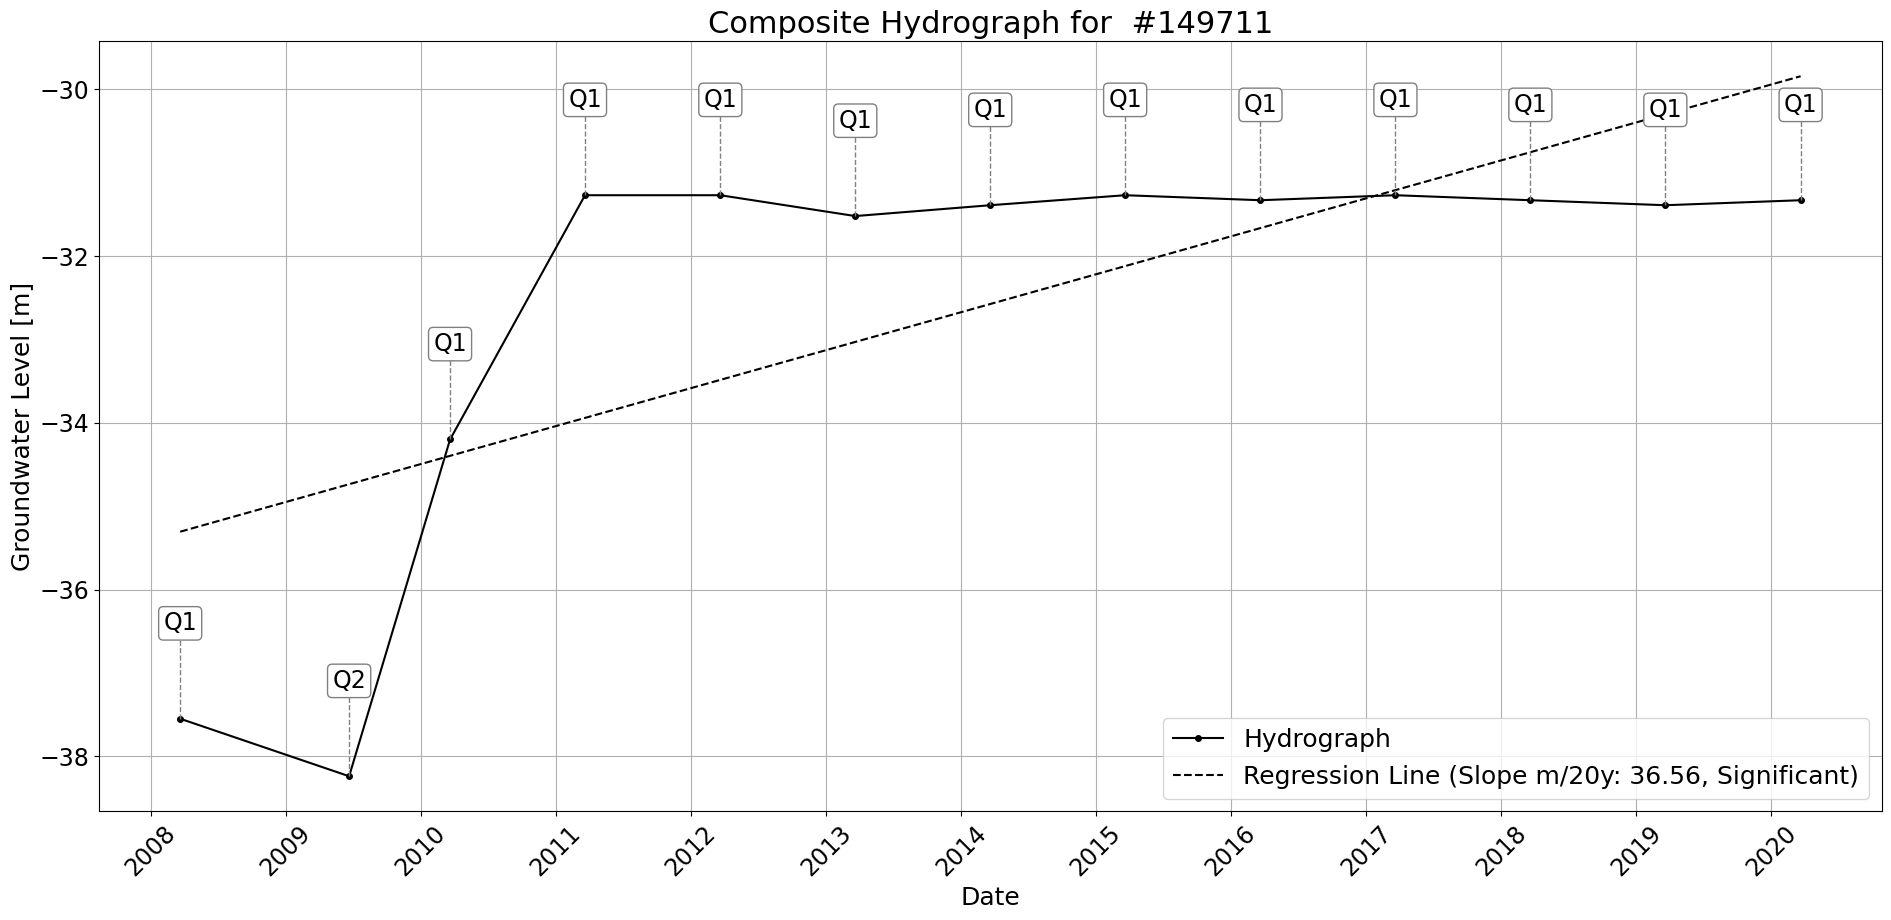 Composite Hydrograph for  #149711
Groundwater Level [m]
−30
−32
−34
−36
−38
Q1
Q2
Q1
Q1
Q1
Q1
Q1
Q1
Q1
Q1
Q1
Q1
Q1
Hydrograph
Regression Line (Slope m/20y: 36.56, Significant)
2008
2009
2010
2011
2012
2013
2014
2015
2016
2017
2018
2019
2020
Date